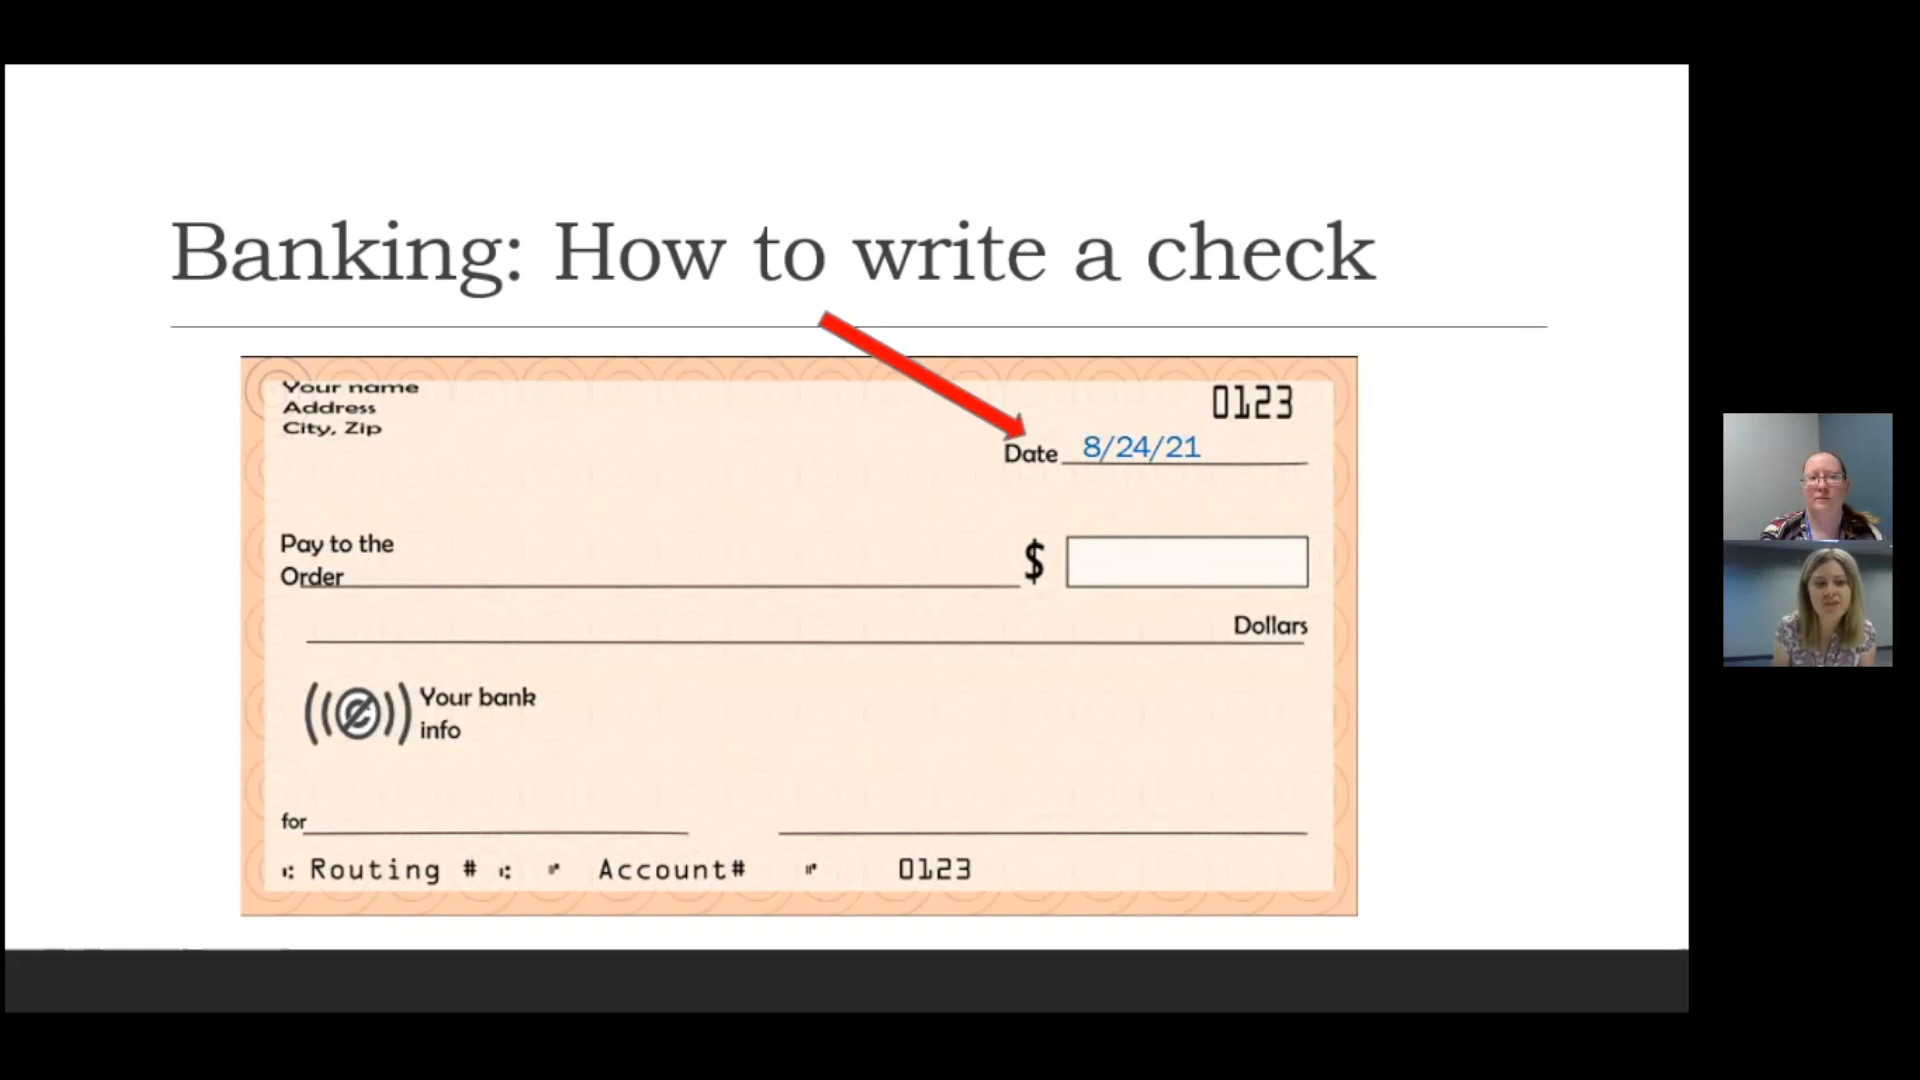 Banking: How to write a check
Your name
Address
City, Zip
0123
Date 8/24/21
Pay to the
Order
$
Dollars
Your bank
info
for
⑆ Routing # ⑆ ⑈ Account# ⑈ 0123